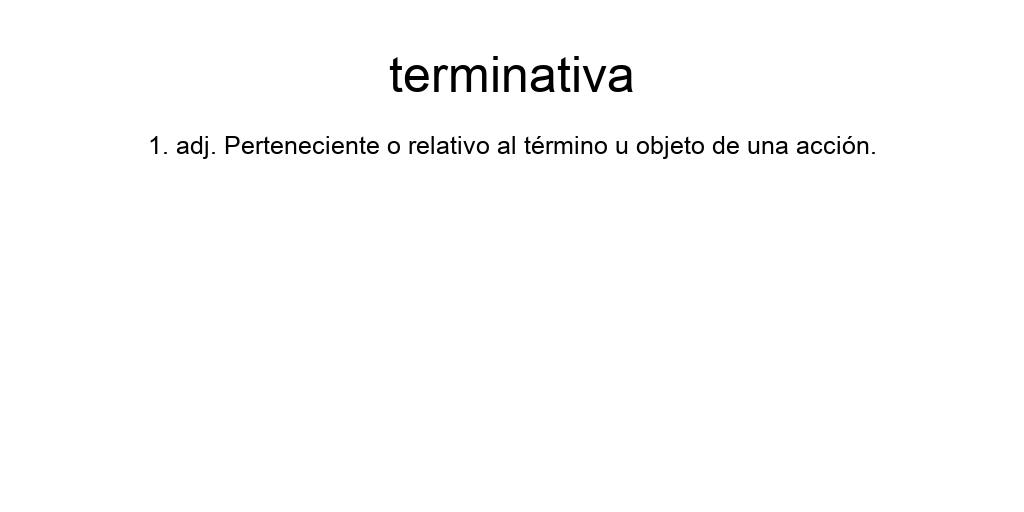 terminativa
1. adj. Perteneciente o relativo al término u objeto de una acción.